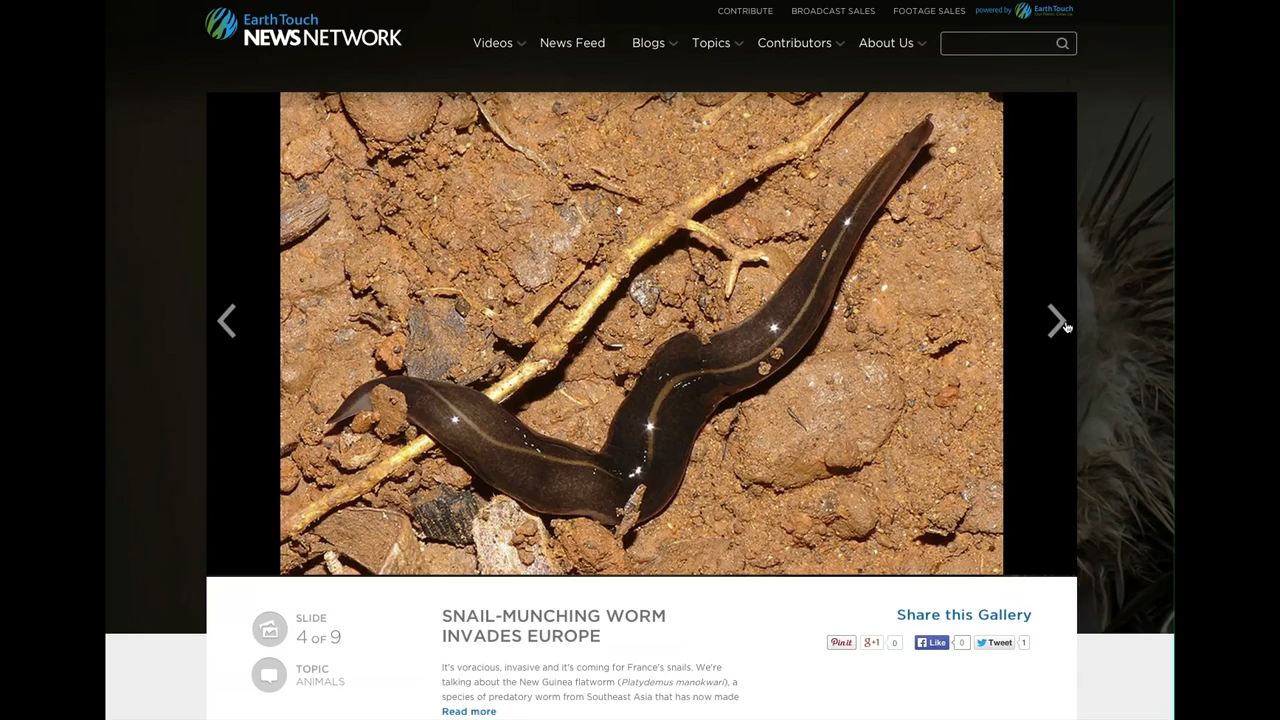 CONTRIBUTE BROADCAST SALES FOOTAGE SALES powered by EarthTouch
EarthTouch
NEWS NETWORK
Videos News Feed Blogs Topics Contributors About Us
SLIDE
4 OF 9
TOPIC
ANIMALS
SNAIL-MUNCHING WORM
INVADES EUROPE
It's voracious, invasive and it's coming for France's snails. We're
talking about the New Guinea flatworm (Platydemus manokwari), a
species of predatory worm from Southeast Asia that has now made
Read more
Share this Gallery
Pin it g+1 0 Like 0 Tweet 1